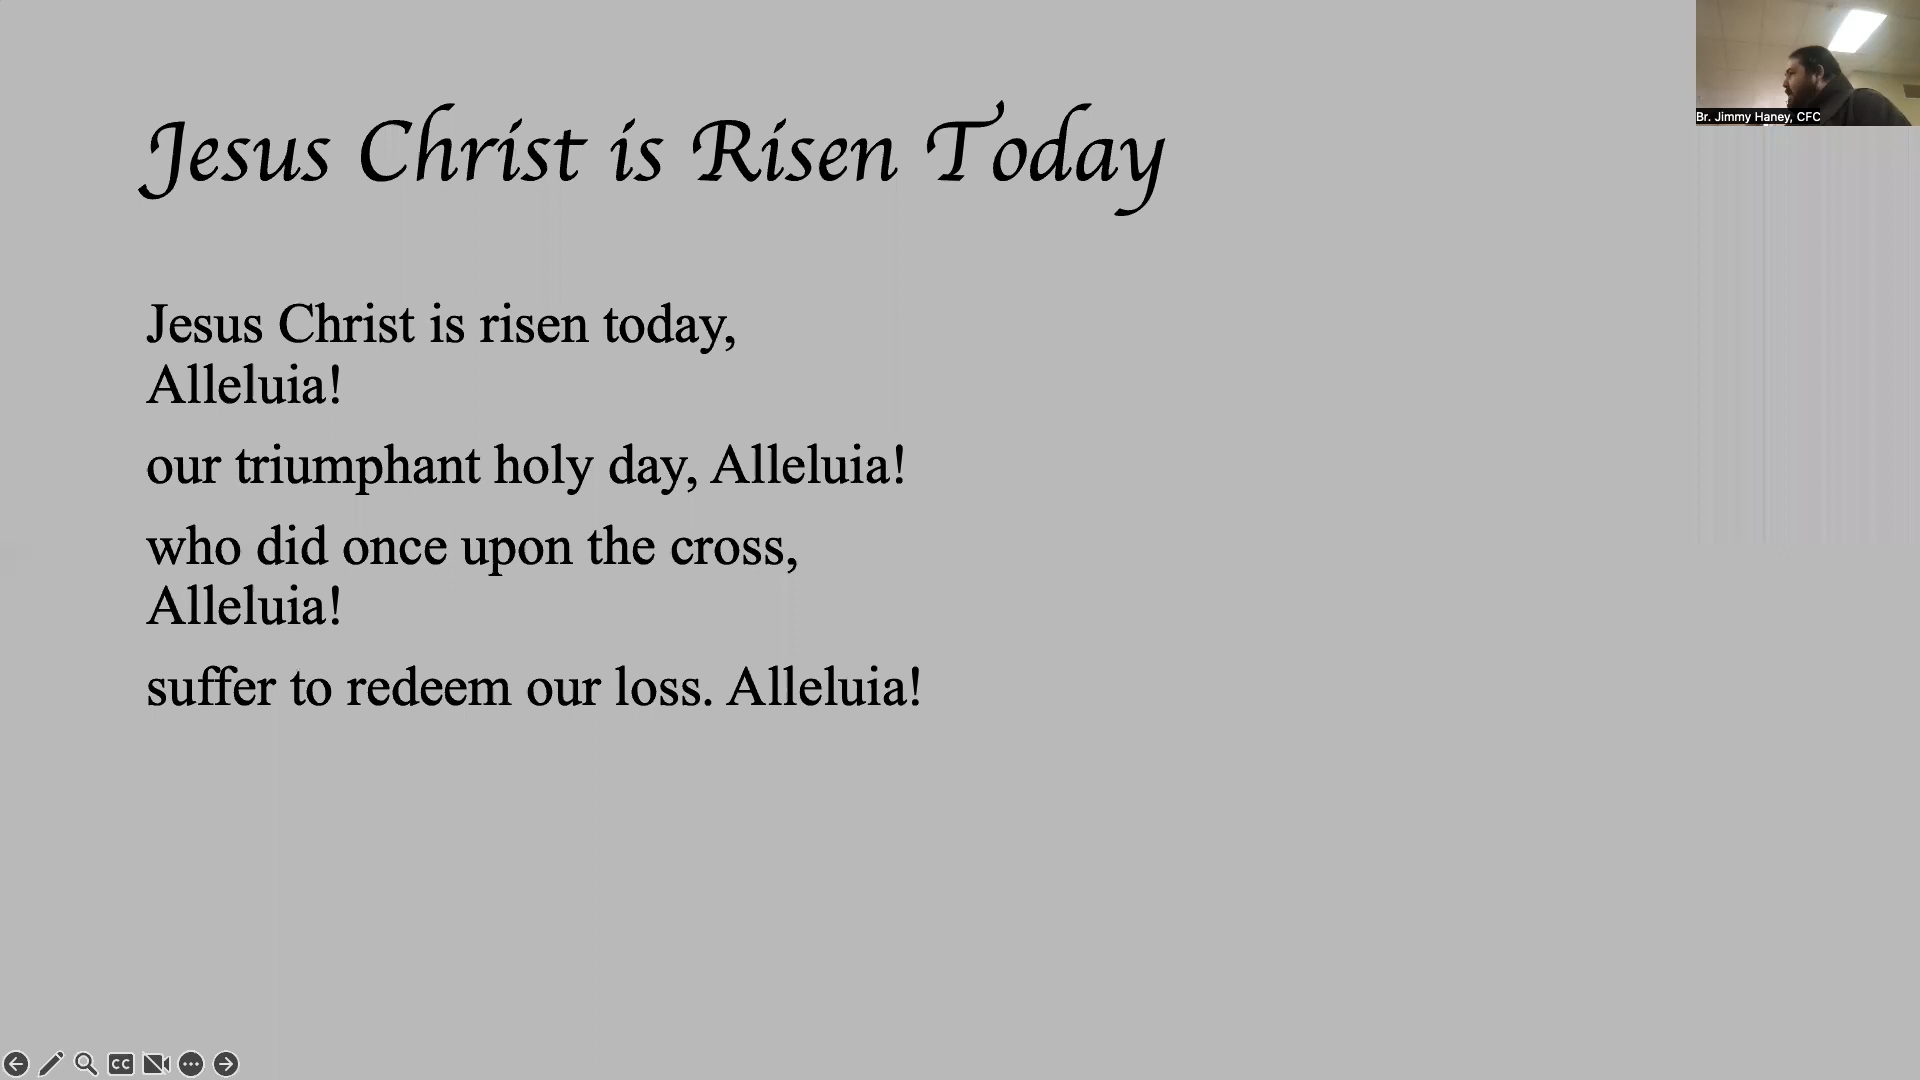 Jesus Christ is Risen Today
Jesus Christ is risen today,
Alleluia!
our triumphant holy day, Alleluia!
who did once upon the cross,
Alleluia!
suffer to redeem our loss. Alleluia!
Br. Jimmy Haney, CFC
CC